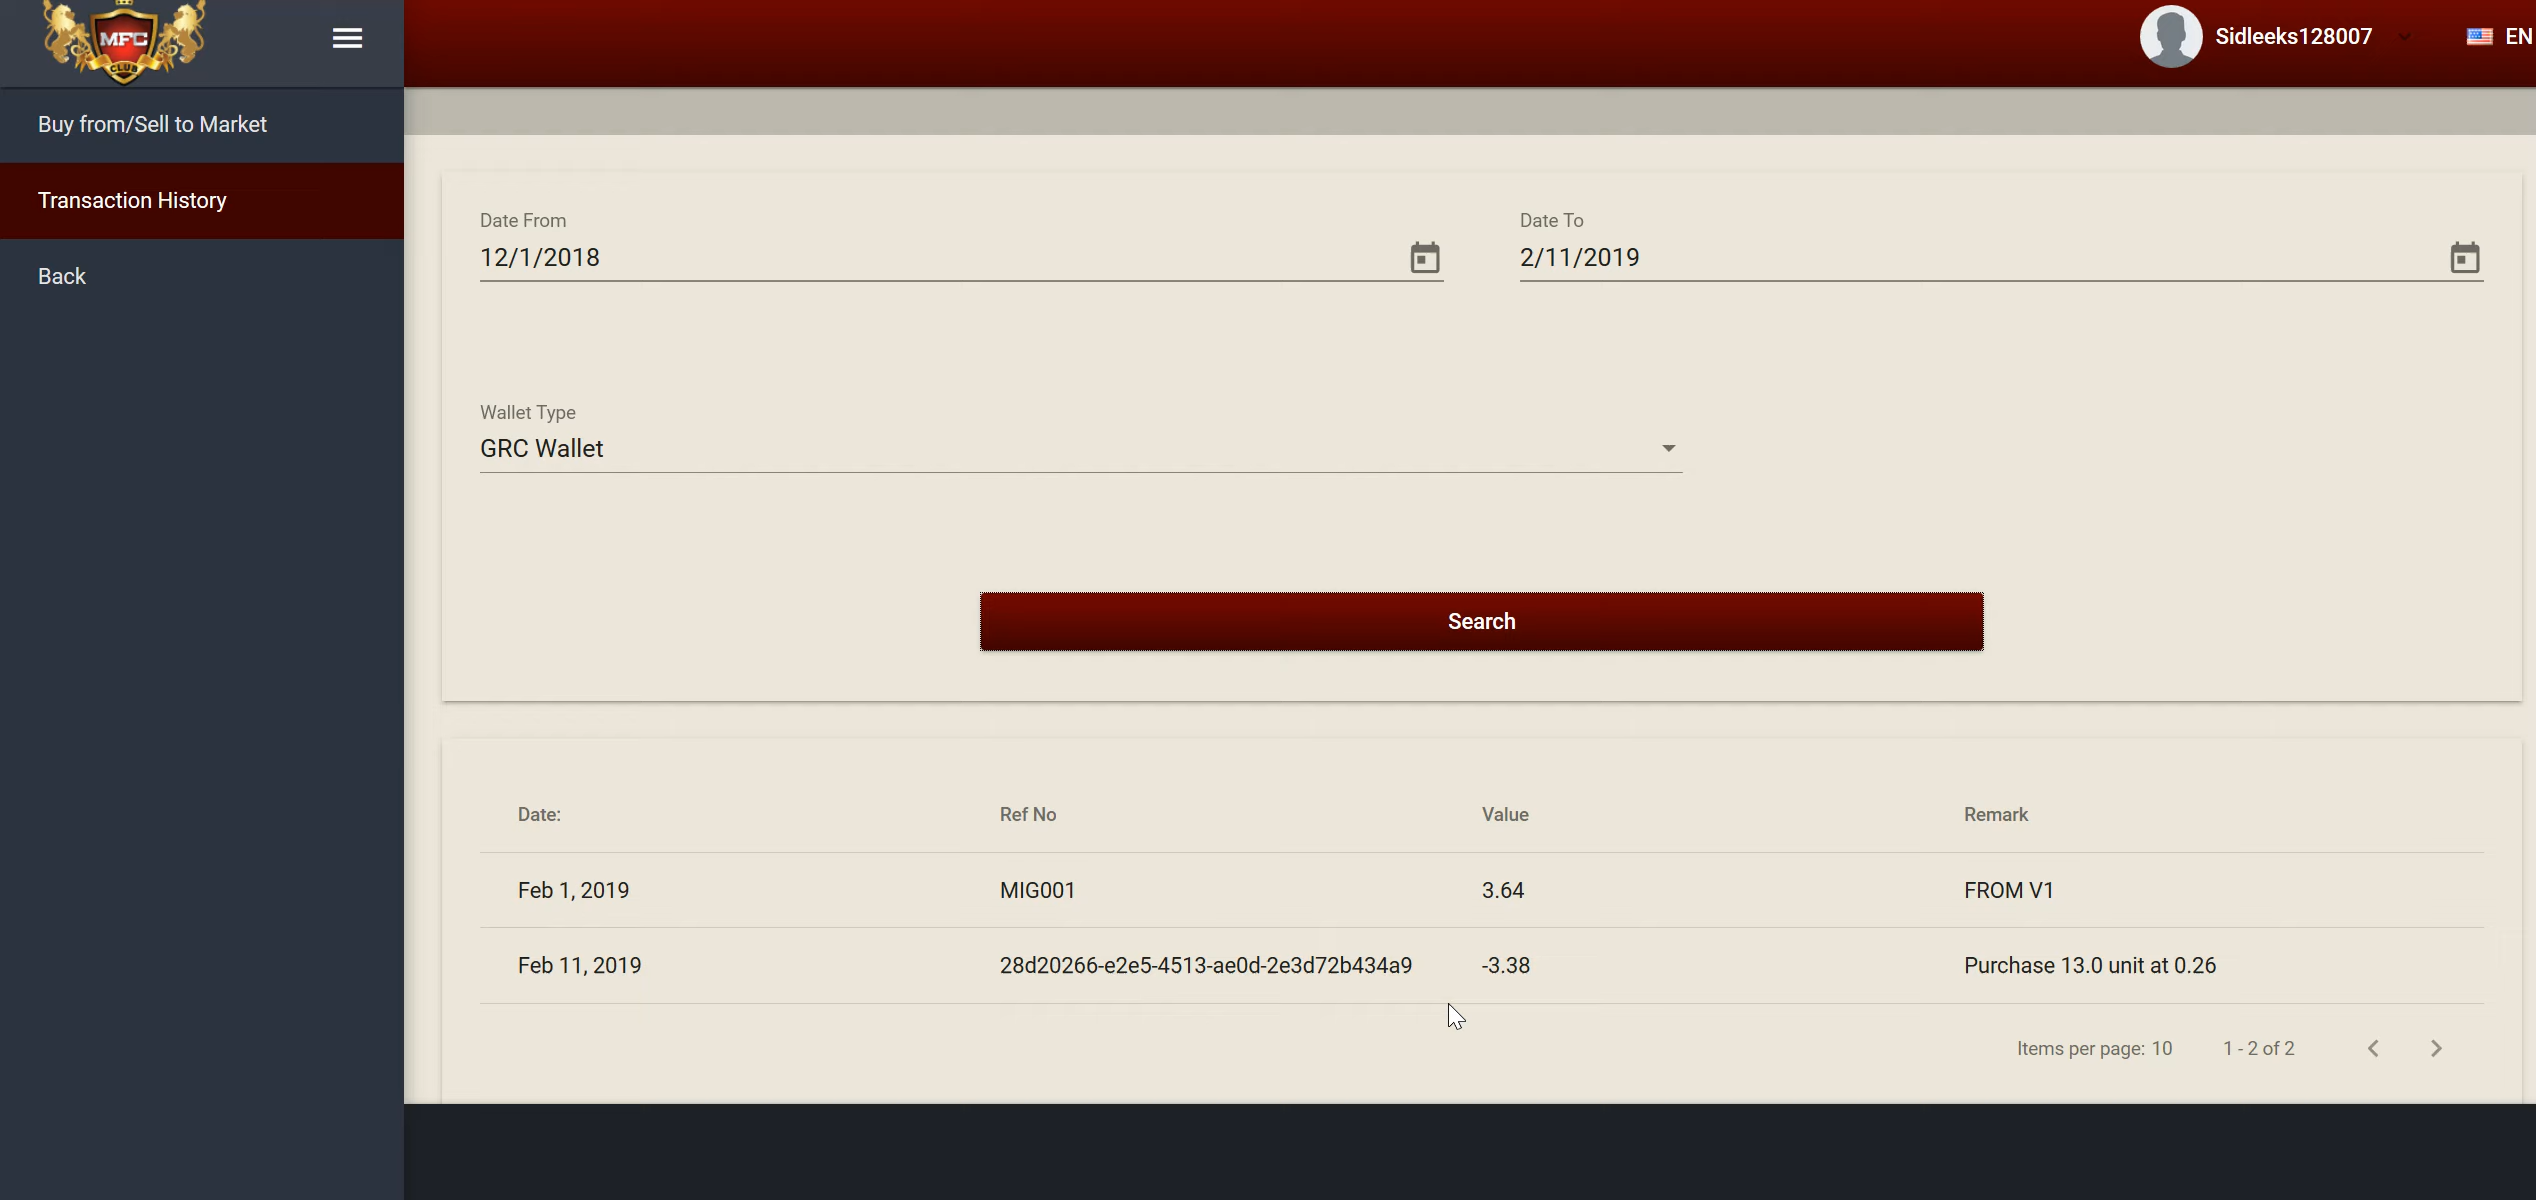 MFC
CLUB
Sidleeks128007
EN
Buy from/Sell to Market
Transaction History
Back
Date From
12/1/2018
Date To
2/11/2019
Wallet Type
GRC Wallet
Search
Date: Ref No Value Remark
Feb 1, 2019 MIG001 3.64 FROM V1
Feb 11, 2019 28d20266-e2e5-4513-ae0d-2e3d72b434a9 -3.38 Purchase 13.0 unit at 0.26
Items per page: 10 1 - 2 of 2